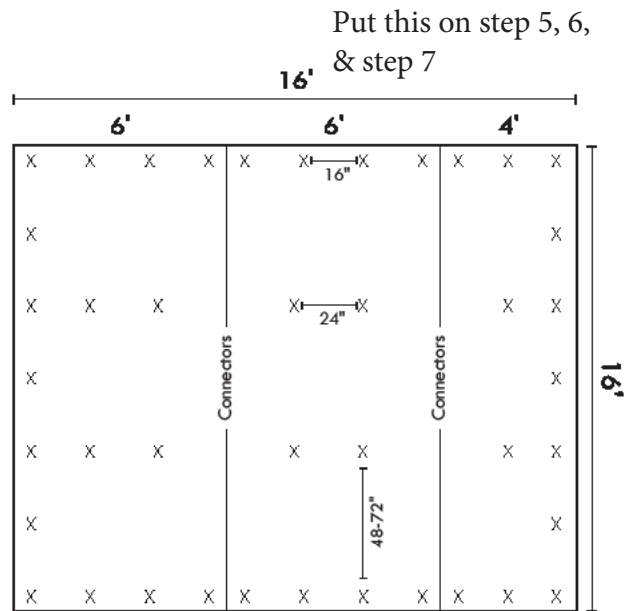 Put this on step 5, 6,
& step 7
16'
6' 6' 4'
X X X X X X X X X X X
16"
X X
X X X X X X X
24"
Connectors Connectors
16'
X X
X X X X X X X
48-72"
X X
X X X X X X X X X X X